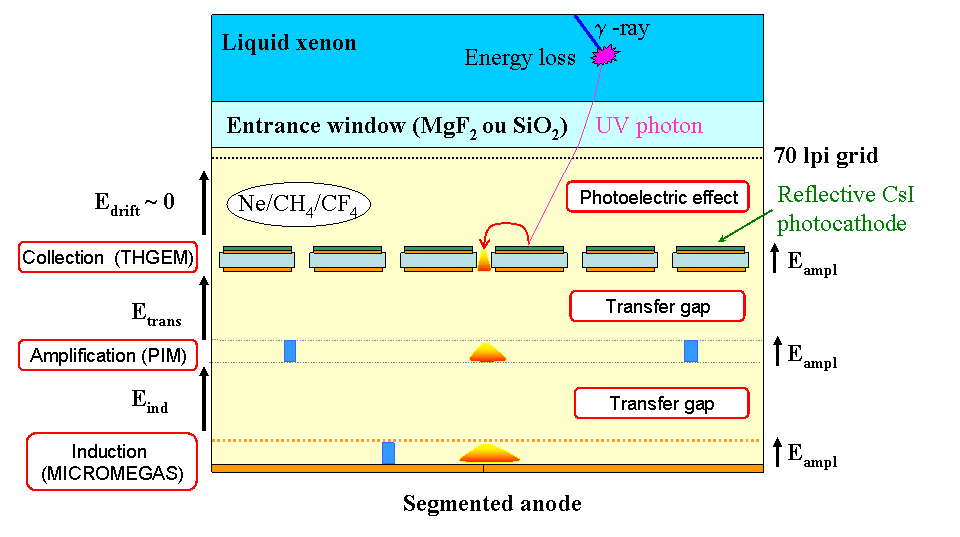 γ -ray
Liquid xenon
Energy loss
Entrance window (MgF2 ou SiO2)
UV photon
70 lpi grid
Edrift ~ 0
Ne/CH4/CF4
Photoelectric effect
Reflective CsI
photocathode
Collection (THGEM)
Eampl
Etrans
Transfer gap
Amplification (PIM)
Eampl
Eind
Transfer gap
Induction
(MICROMEGAS)
Eampl
Segmented anode